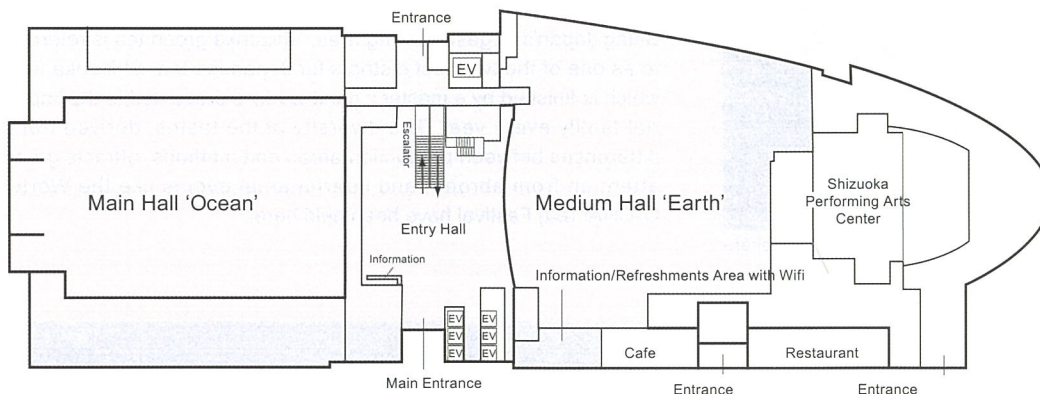 Entrance
EV
Escalator
Main Hall 'Ocean'
Medium Hall 'Earth'
Shizuoka
Performing Arts
Center
Entry Hall
Information
Information/Refreshments Area with Wifi
EV EV
EV EV
EV EV
Cafe
Restaurant
Main Entrance
Entrance
Entrance